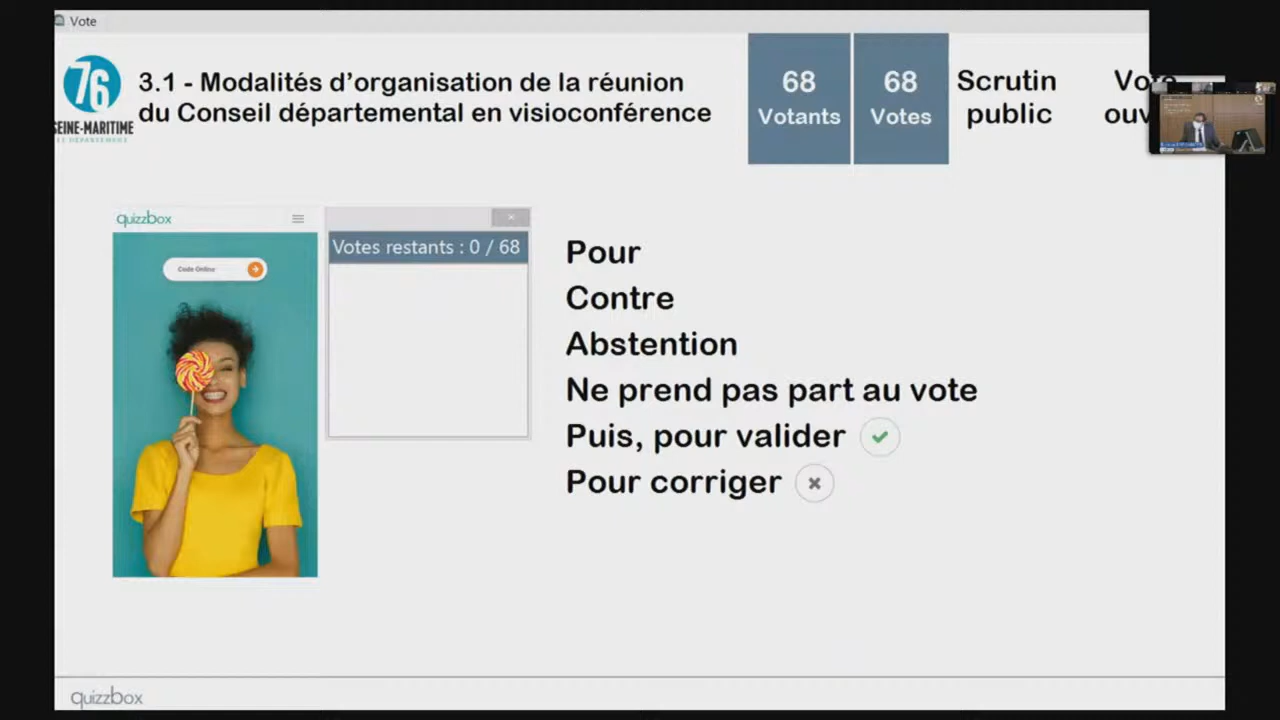 Vote
76
SEINE-MARITIME
LE DÉPARTEMENT
3.1 - Modalités d’organisation de la réunion
du Conseil départemental en visioconférence
68
Votants
68
Votes
Scrutin
public
quizzbox
Code Online
Votes restants : 0 / 68
Pour
Contre
Abstention
Ne prend pas part au vote
Puis, pour valider
Pour corriger
quizzbox